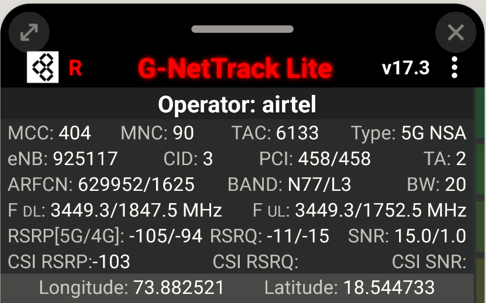 R G-NetTrack Lite v17.3
Operator: airtel
MCC: 404 MNC: 90 TAC: 6133 Type: 5G NSA
eNB: 925117 CID: 3 PCI: 458/458 TA: 2
ARFCN: 629952/1625 BAND: N77/L3 BW: 20
F DL: 3449.3/1847.5 MHz F UL: 3449.3/1752.5 MHz
RSRP[5G/4G]: -105/-94 RSRQ: -11/-15 SNR: 15.0/1.0
CSI RSRP:-103 CSI RSRQ: CSI SNR:
Longitude: 73.882521 Latitude: 18.544733